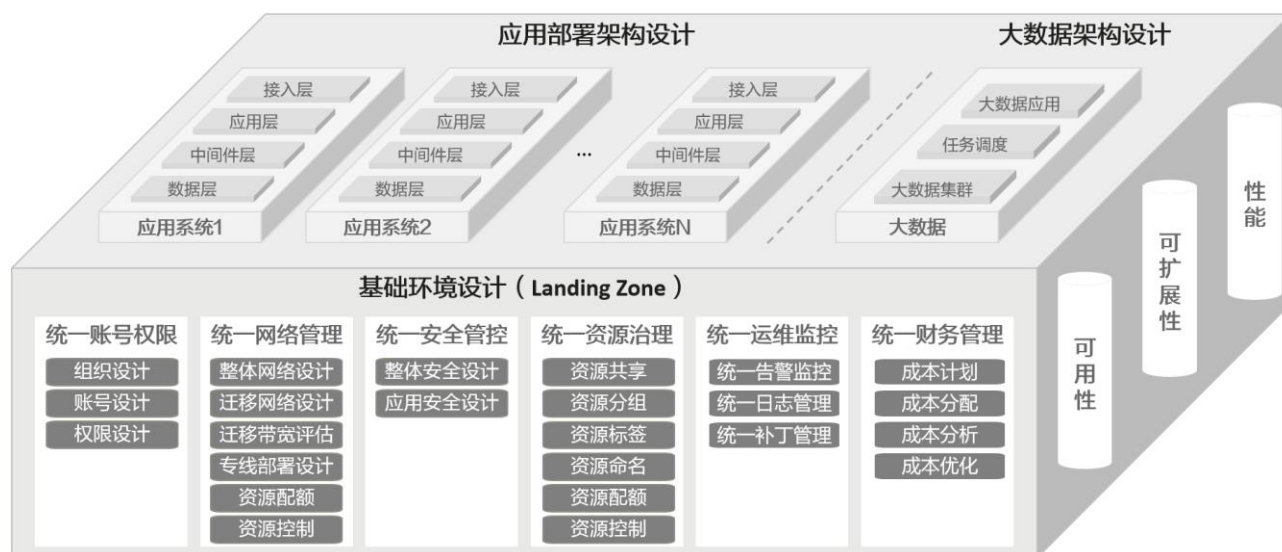 应用部署架构设计
大数据架构设计
接入层
应用层
中间件层
数据层
应用系统1
接入层
应用层
中间件层
数据层
应用系统2
...
接入层
应用层
中间件层
数据层
应用系统N
大数据应用
任务调度
大数据集群
大数据
基础环境设计（Landing Zone）
统一账号权限
组织设计
账号设计
权限设计
统一网络管理
整体网络设计
迁移网络设计
迁移带宽评估
专线部署设计
资源配额
资源控制
统一安全管控
整体安全设计
应用安全设计
统一资源治理
资源共享
资源分组
资源标签
资源命名
资源配额
资源控制
统一运维监控
统一告警监控
统一日志管理
统一补丁管理
统一财务管理
成本计划
成本分配
成本分析
成本优化
可用性
可扩展性
性能